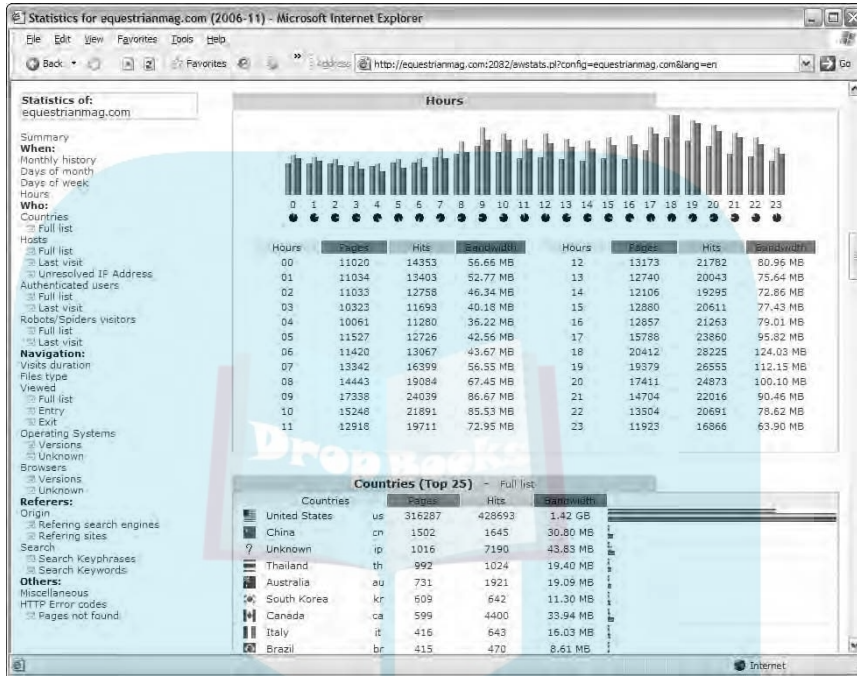 Statistics for equestrianmag.com (2006-11) - Microsoft Internet Explorer
File Edit View Favorites Tools Help
Back Favorites Address http://equestrianmag.com:2082/awstats.pl?config=equestrianmag.com&lang=en Go
Statistics of:
equestrianmag.com
Summary
When:
Monthly history
Days of month
Days of week
Hours
Who:
Countries
Full list
Hosts
Full list
Last visit
Unresolved IP Address
Authenticated users
Full list
Last visit
Robots/Spiders visitors
Full list
Last visit
Navigation:
Visits duration
Files type
Viewed
Full list
Entry
Exit
Operating Systems
Versions
Unknown
Browsers
Versions
Unknown
Referers:
Origin
Refering search engines
Refering sites
Search
Search Keyphrases
Search Keywords
Others:
Miscellaneous
HTTP Error codes
Pages not found
Hours
0 1 2 3 4 5 6 7 8 9 10 11 12 13 14 15 16 17 18 19 20 21 22 23
Hours Pages Hits Bandwidth Hours Pages Hits Bandwidth
00 11020 14353 56.66 MB 12 13173 21782 80.96 MB
01 11034 13403 52.77 MB 13 12740 20043 75.64 MB
02 11033 12758 46.34 MB 14 12106 19295 72.86 MB
03 10323 11693 40.18 MB 15 12880 20611 77.43 MB
04 10061 11280 36.22 MB 16 12857 21263 79.01 MB
05 11527 12726 42.56 MB 17 15788 23860 95.82 MB
06 11420 13067 43.67 MB 18 20412 28225 124.03 MB
07 13342 16399 56.55 MB 19 19379 26555 112.15 MB
08 14443 19084 67.45 MB 20 17411 24873 100.10 MB
09 17338 24039 86.67 MB 21 14704 22016 90.46 MB
10 15248 21891 85.53 MB 22 13504 20691 78.62 MB
11 12918 19711 72.95 MB 23 11923 16866 63.90 MB
Drop Books
Countries (Top 25) - Full list
Countries Pages Hits Bandwidth
United States us 316287 428693 1.42 GB
China cn 1502 1645 30.80 MB
? Unknown ip 1016 7190 43.83 MB
Thailand th 992 1024 19.40 MB
Australia au 731 1921 19.09 MB
South Korea kr 609 642 11.30 MB
Canada ca 599 4400 33.94 MB
Italy it 416 643 16.03 MB
Brazil br 415 470 8.61 MB
Internet